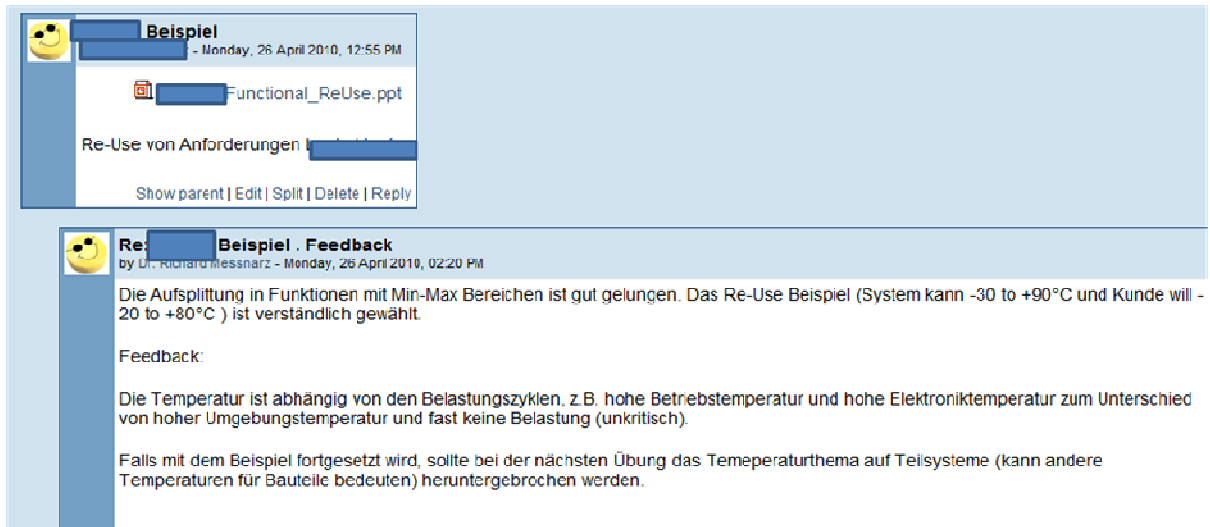 Beispiel
- Monday, 26 April 2010, 12:55 PM
Functional_ReUse.ppt
Re-Use von Anforderungen
Show parent | Edit | Split | Delete | Reply
Re: Beispiel . Feedback
by Dr. Richard Messnarz - Monday, 26 April 2010, 02:20 PM
Die Aufsplittung in Funktionen mit Min-Max Bereichen ist gut gelungen. Das Re-Use Beispiel (System kann -30 to +90°C und Kunde will -
20 to +80°C ) ist verständlich gewählt.
Feedback:
Die Temperatur ist abhängig von den Belastungszyklen, z.B. hohe Betriebstemperatur und hohe Elektroniktemperatur zum Unterschied
von hoher Umgebungstemperatur und fast keine Belastung (unkritisch).
Falls mit dem Beispiel fortgesetzt wird, sollte bei der nächsten Übung das Temeperaturthema auf Teilsysteme (kann andere
Temperaturen für Bauteile bedeuten) heruntergebrochen werden.